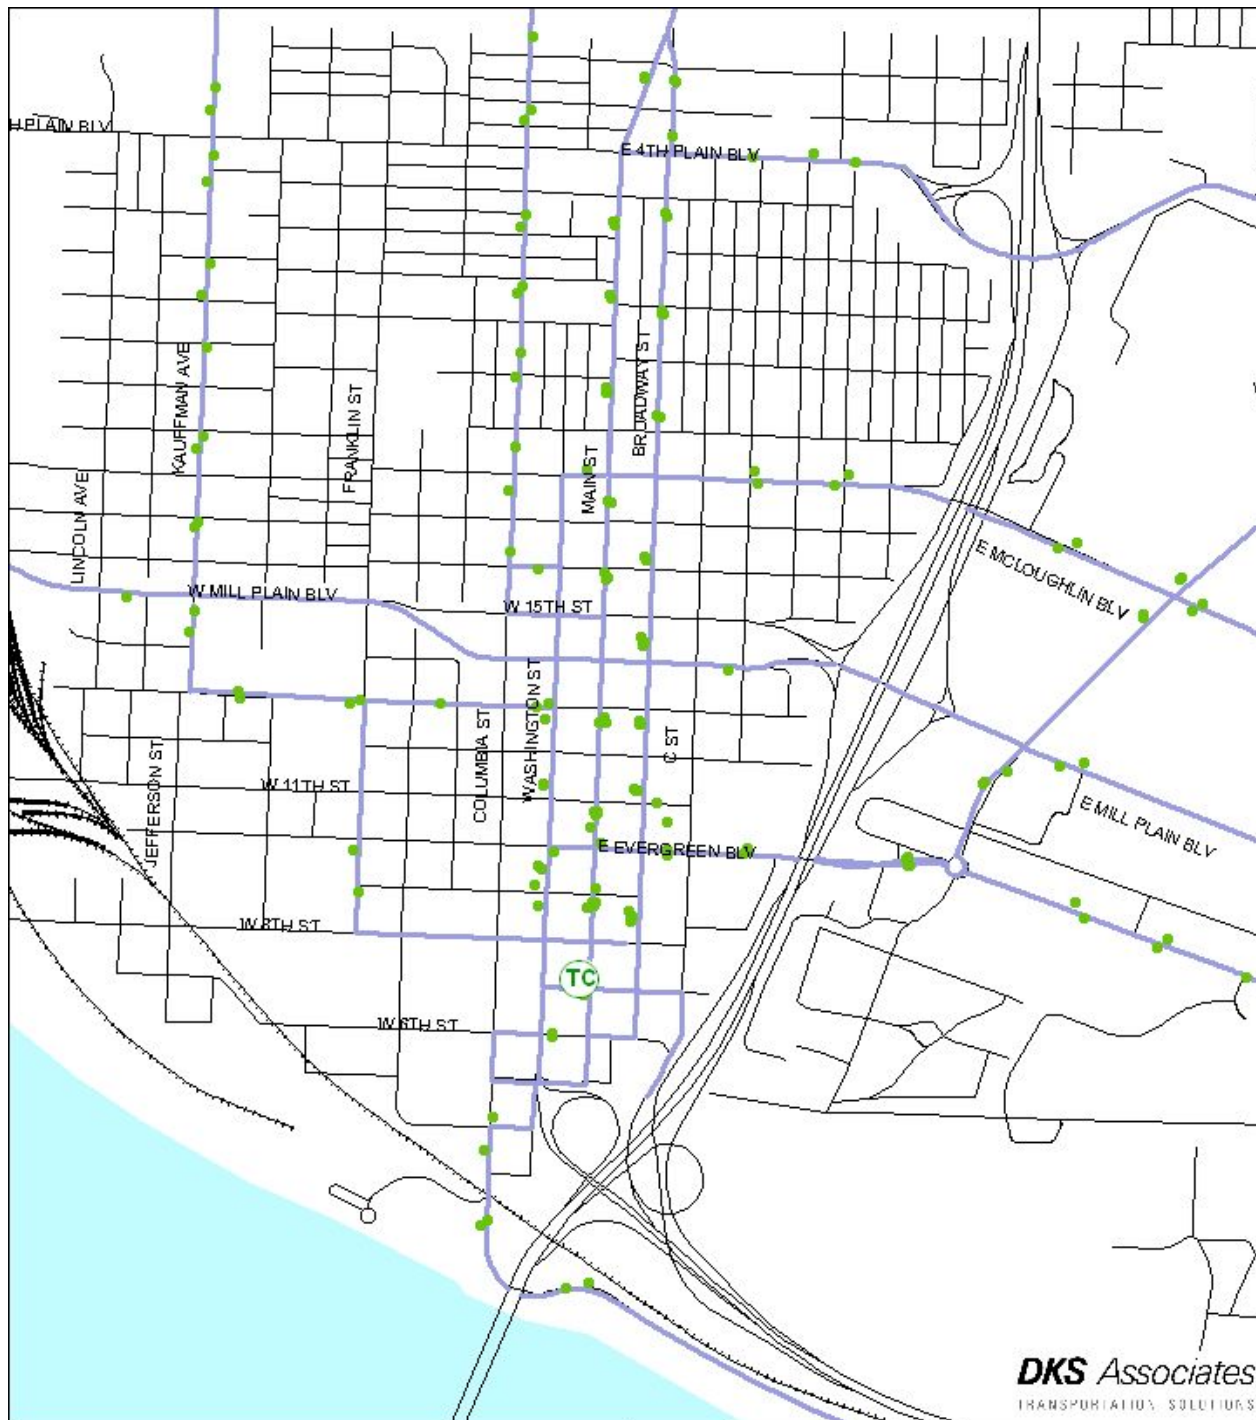 H PLAIN BLV
E 4TH PLAIN BLV
KAUFFMAN AVE
FRANKLIN ST
BROADWAY ST
MAIN ST
LINCOLN AVE
E MCLOUGHLIN BLV
W MILL PLAIN BLV
W 15TH ST
WASHINGTON ST
COLUMBIA ST
C ST
JEFFERSON ST
W 11TH ST
E MILL PLAIN BLV
E EVERGREEN BLV
W 8TH ST
TC
W 6TH ST
DKS Associates
TRANSPORTATION SOLUTIONS